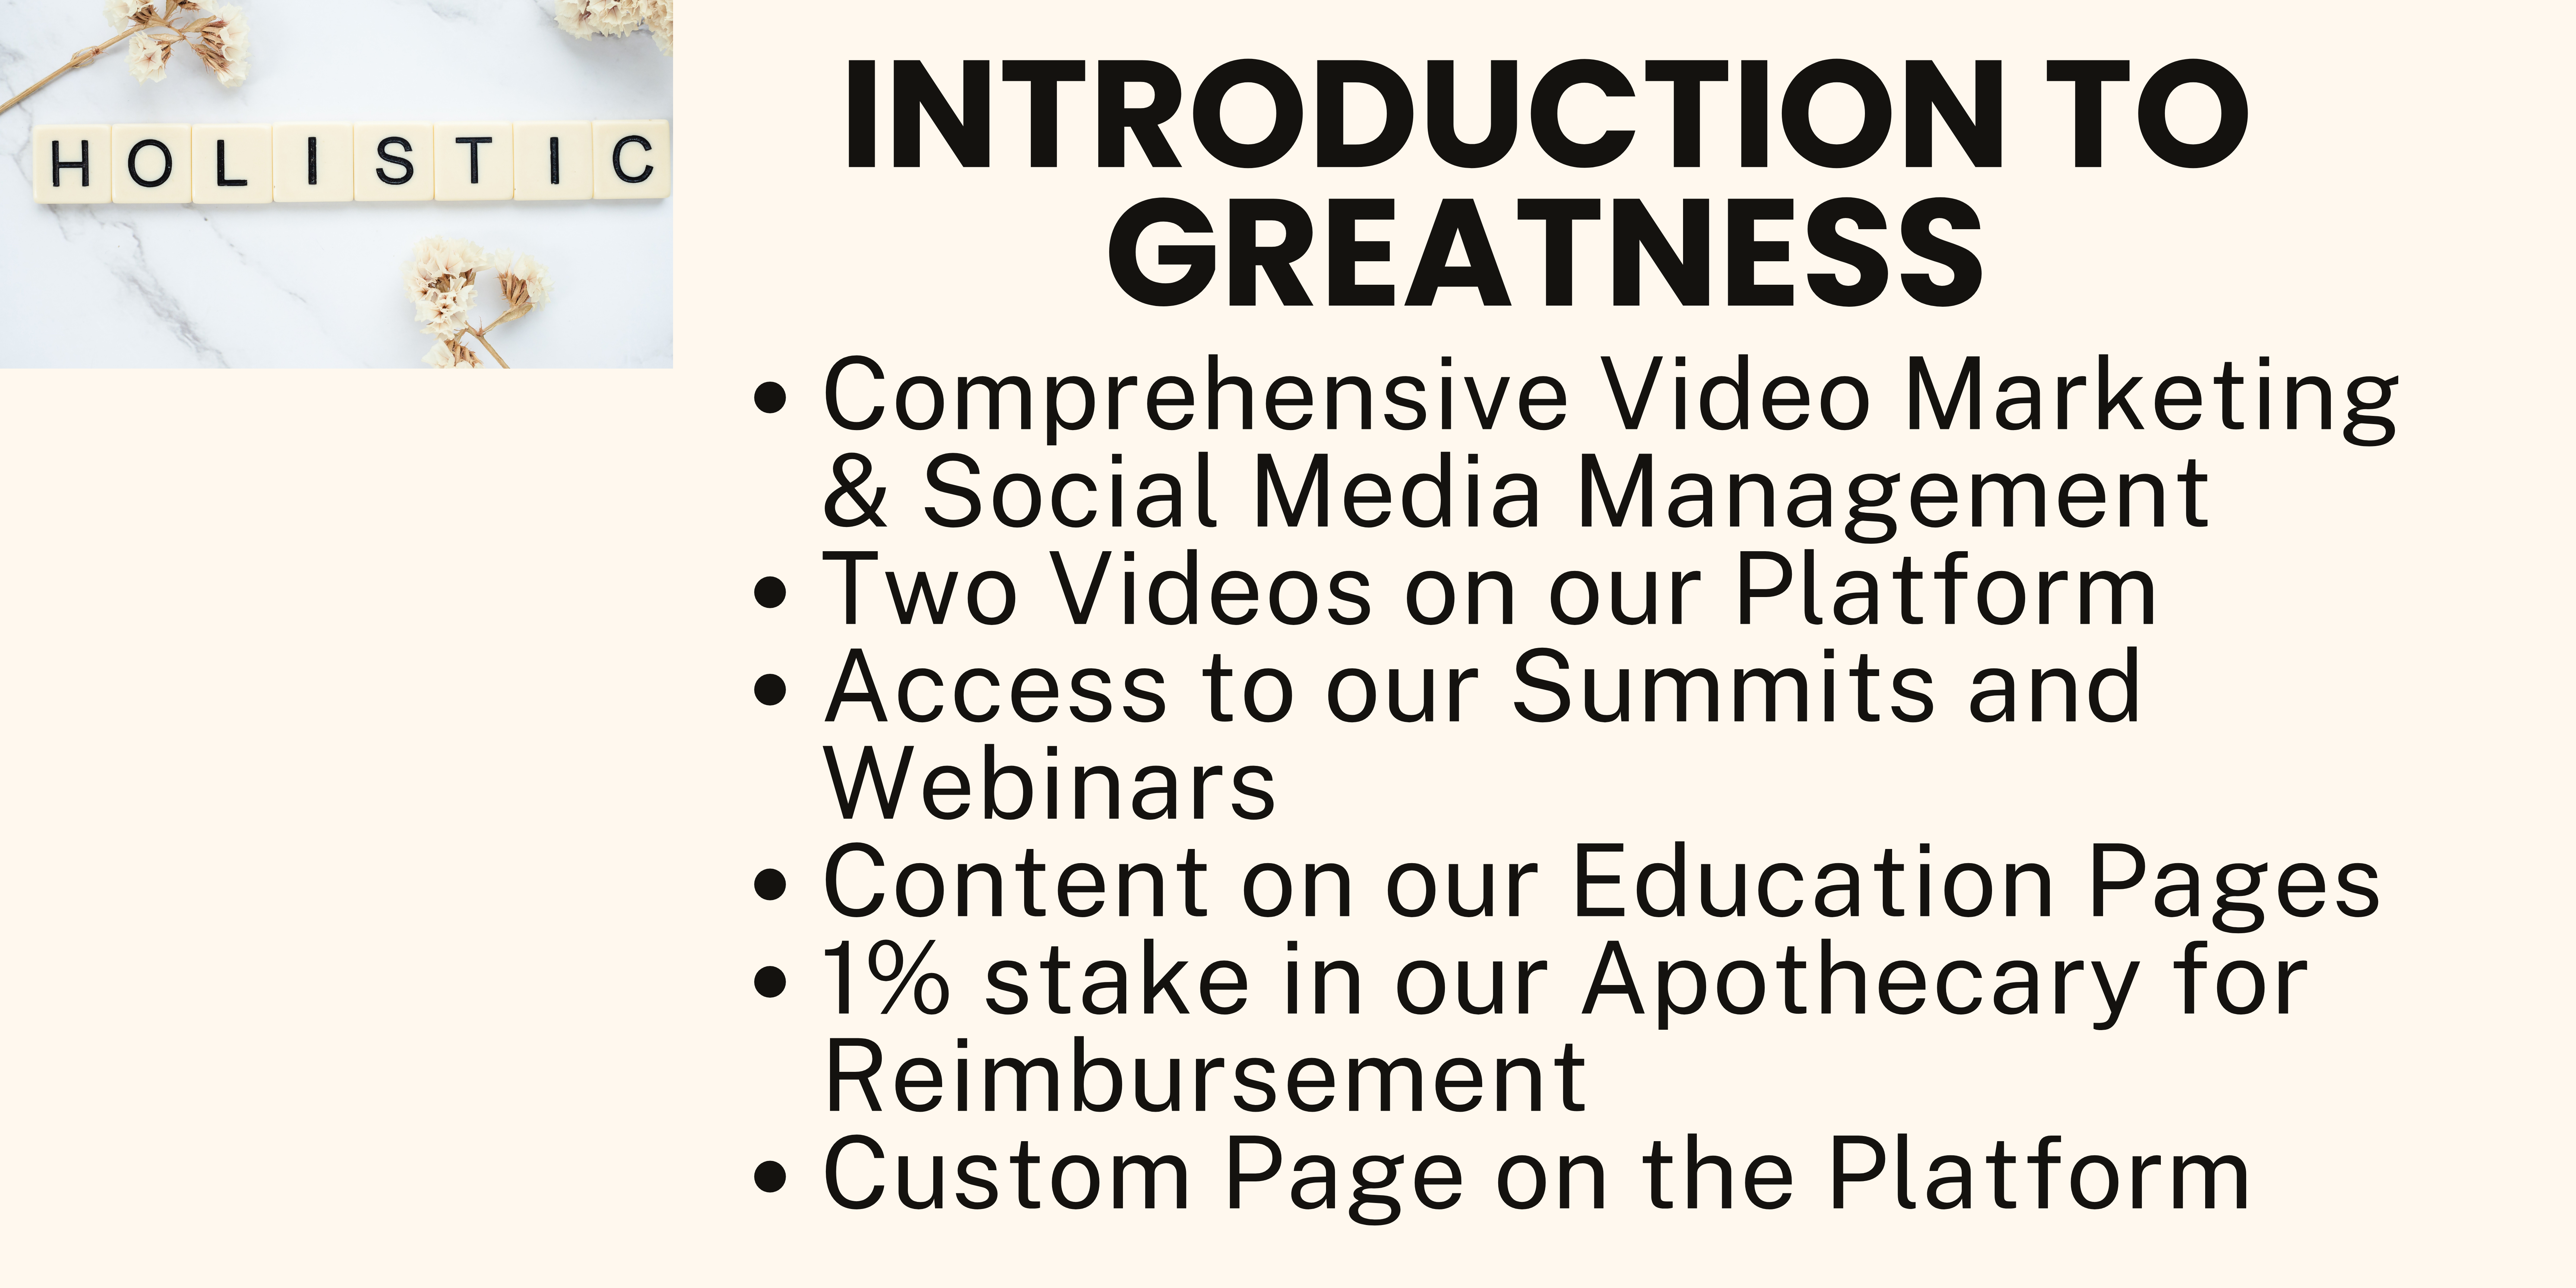 HOLISTIC
INTRODUCTION TO
GREATNESS
• Comprehensive Video Marketing
& Social Media Management
• Two Videos on our Platform
• Access to our Summits and
Webinars
• Content on our Education Pages
• 1% stake in our Apothecary for
Reimbursement
• Custom Page on the Platform